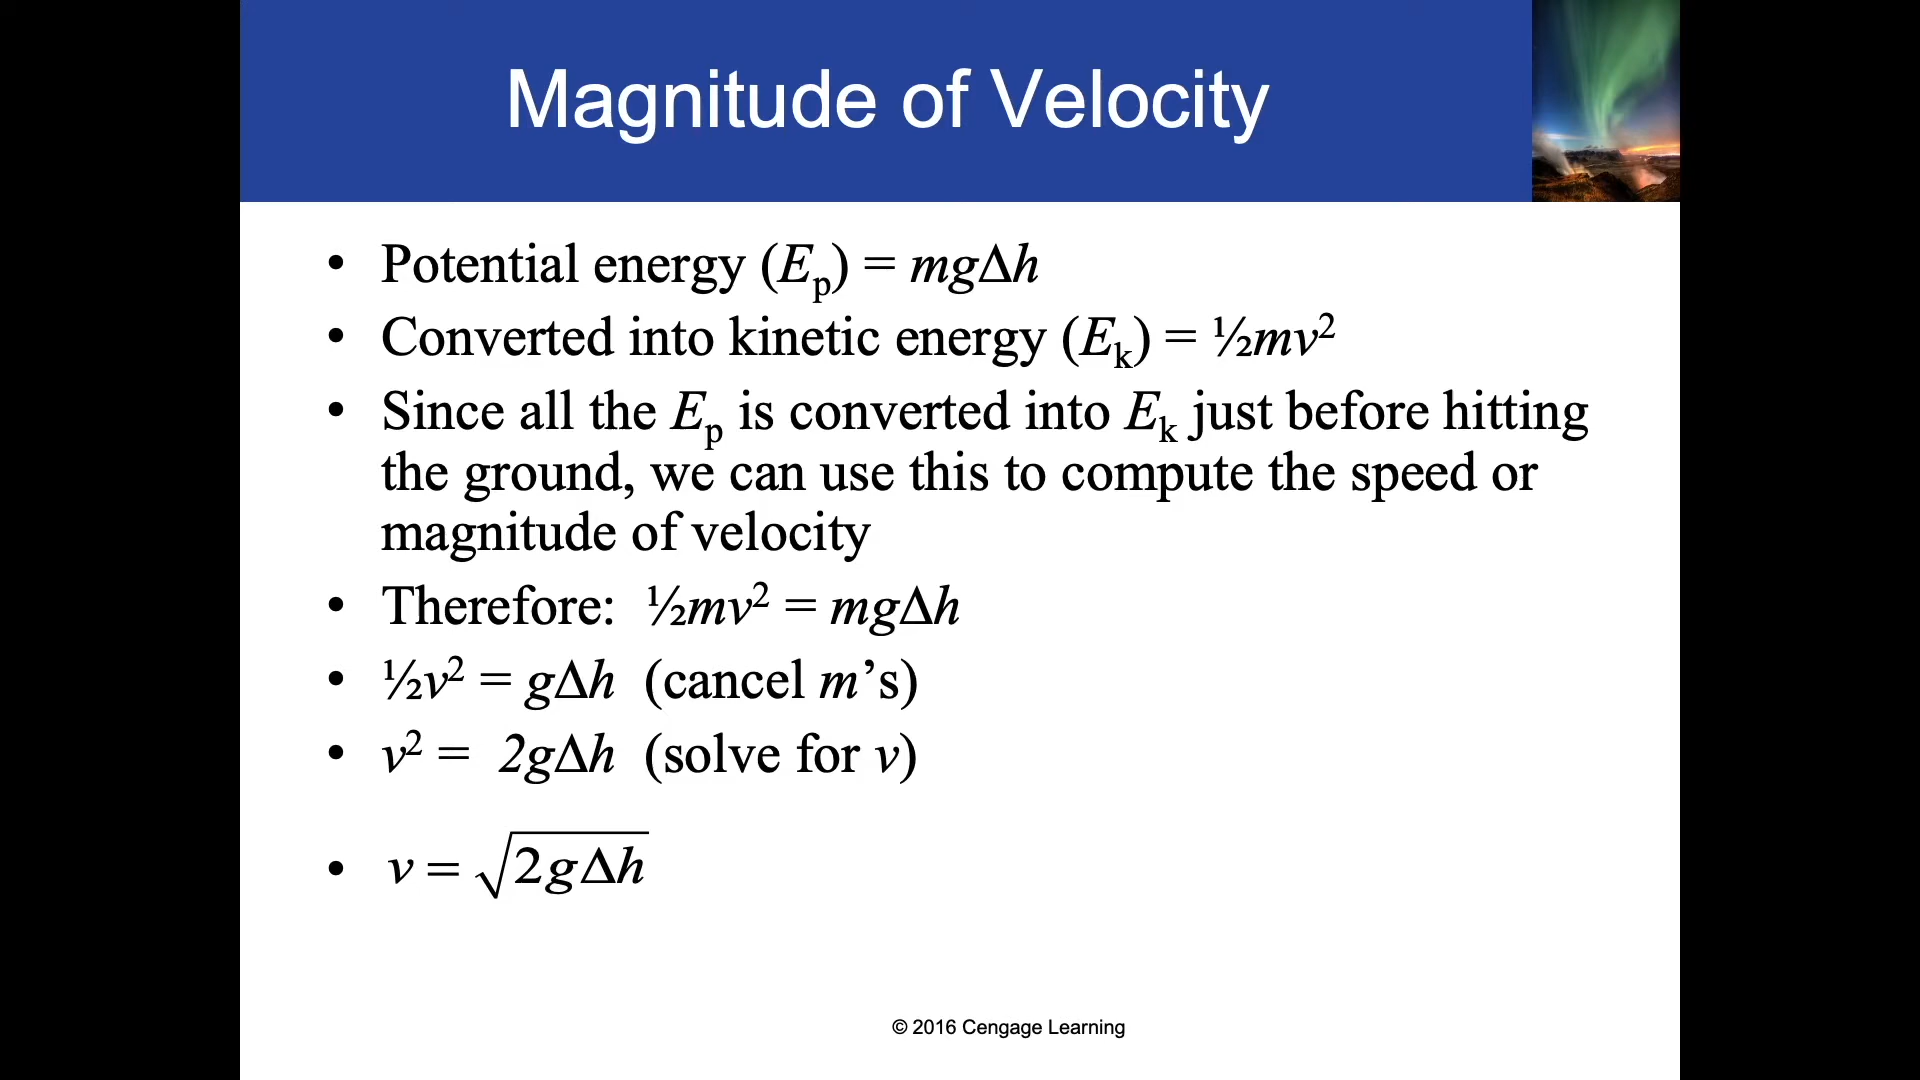 Magnitude of Velocity
• Potential energy (Eₚ) = mgΔh
• Converted into kinetic energy (Eₖ) = ½mv²
• Since all the Eₚ is converted into Eₖ just before hitting
the ground, we can use this to compute the speed or
magnitude of velocity
• Therefore: ½mv² = mgΔh
• ½v² = gΔh (cancel m’s)
• v² = 2gΔh (solve for v)
• v = √2gΔh
© 2016 Cengage Learning